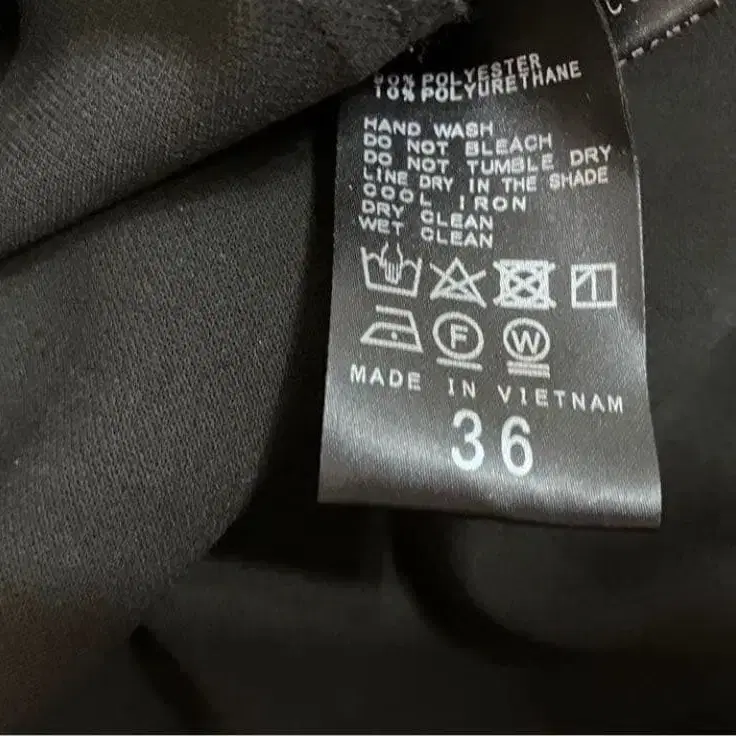 90% POLYESTER
10% POLYURETHANE
HAND WASH
DO NOT BLEACH
DO NOT TUMBLE DRY
LINE DRY IN THE SHADE
COOL IRON
DRY CLEAN
WET CLEAN
F W
MADE IN VIETNAM
36